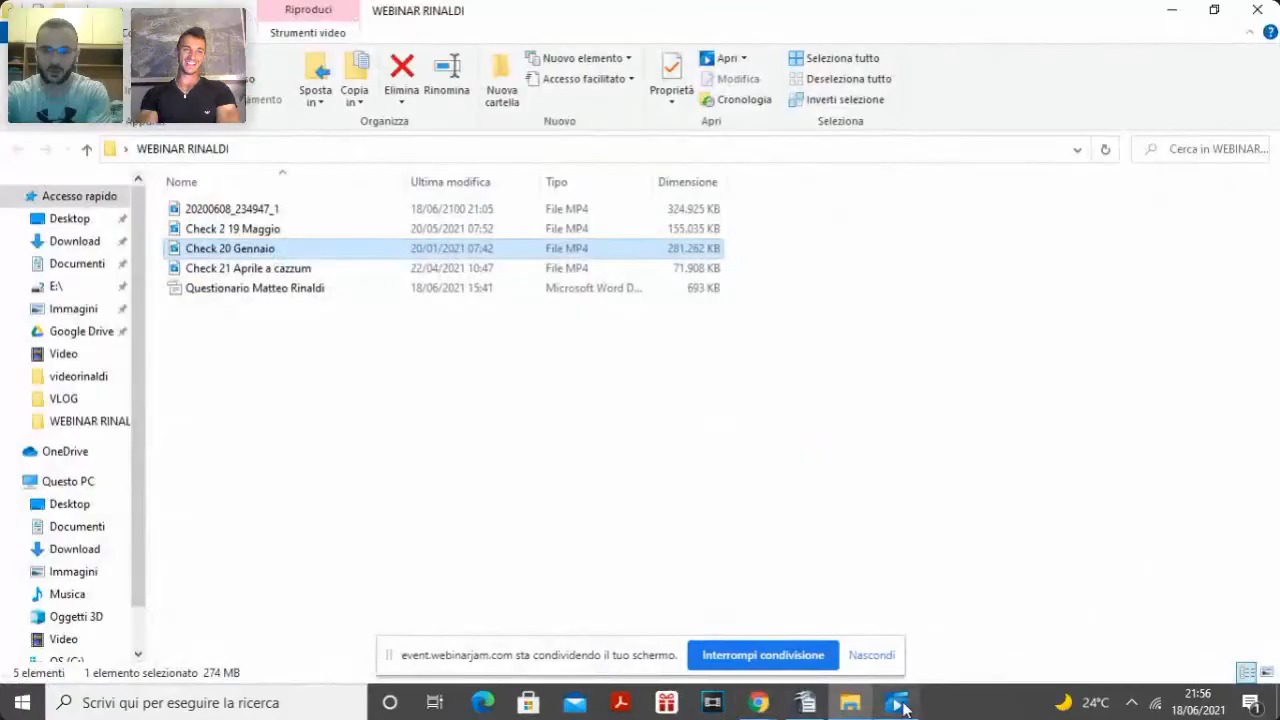 Riproduci
WEBINAR RINALDI
Strumenti video
Sposta in
Copia in
Elimina
Rinomina
Nuova cartella
Nuovo elemento
Accesso facilitato
Proprietà
Apri
Modifica
Cronologia
Seleziona tutto
Deseleziona tutto
Inverti selezione
Organizza
Nuovo
Apri
Seleziona
WEBINAR RINALDI
Cerca in WEBINAR...
Nome Ultima modifica Tipo Dimensione
20200608_234947_1 18/06/2100 21:05 File MP4 324.925 KB
Check 2 19 Maggio 20/05/2021 07:52 File MP4 155.035 KB
Check 20 Gennaio 20/01/2021 07:42 File MP4 281.262 KB
Check 21 Aprile a cazzum 22/04/2021 10:47 File MP4 71.908 KB
Questionario Matteo Rinaldi 18/06/2021 15:41 Microsoft Word D... 693 KB
Accesso rapido
Desktop
Download
Documenti
E:\
Immagini
Google Drive
Video
videorinaldi
VLOG
WEBINAR RINAL
OneDrive
Questo PC
Desktop
Documenti
Download
Immagini
Musica
Oggetti 3D
Video
OS (C:)
event.webinarjam.com sta condividendo il tuo schermo.
Interrompi condivisione
Nascondi
5 elementi 1 elemento selezionato 274 MB
Scrivi qui per eseguire la ricerca
24°C
21:56
18/06/2021